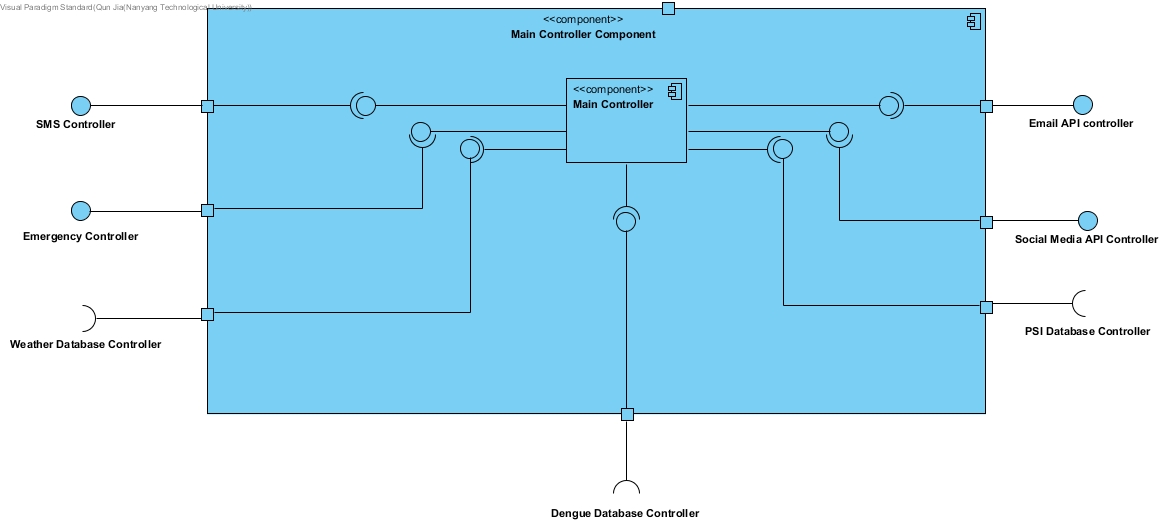 Visual Paradigm Standard(Qun Jia(Nanyang Technological University))
<<component>>
Main Controller Component
<<component>>
Main Controller
SMS Controller
Email API controller
Emergency Controller
Social Media API Controller
Weather Database Controller
PSI Database Controller
Dengue Database Controller